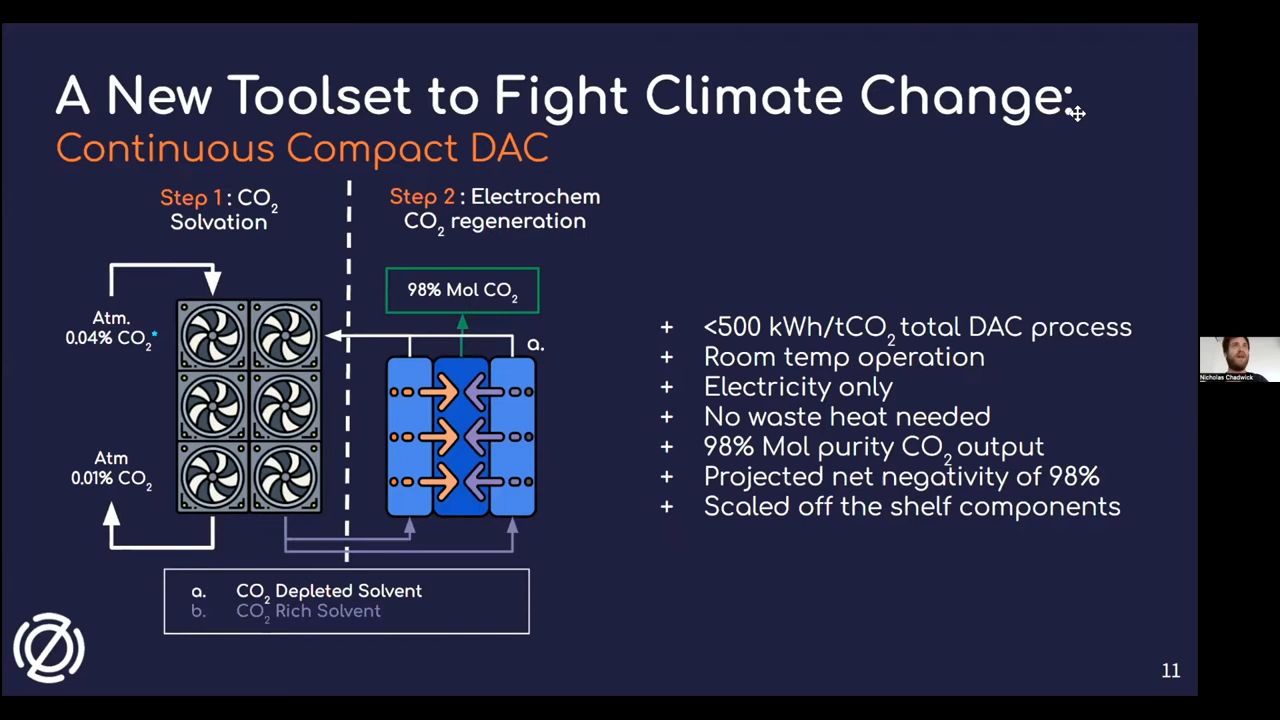 A New Toolset to Fight Climate Change:
Continuous Compact DAC
Step 1 : CO2
Solvation
Step 2 : Electrochem
CO2 regeneration
98% Mol CO2
Atm.
0.04% CO2*
a.
Atm
0.01% CO2
a. CO2 Depleted Solvent
b. CO2 Rich Solvent
+ <500 kWh/tCO2 total DAC process
+ Room temp operation
+ Electricity only
+ No waste heat needed
+ 98% Mol purity CO2 output
+ Projected net negativity of 98%
+ Scaled off the shelf components
Nicholas Chadwick
11